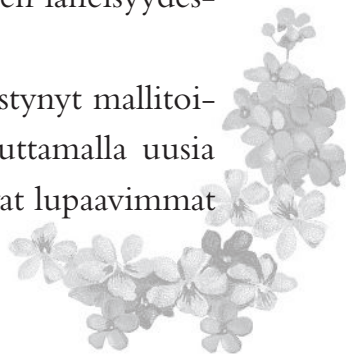 en läheisyydes-
stynyt mallitoi-
uttamalla uusia
at lupaavimmat